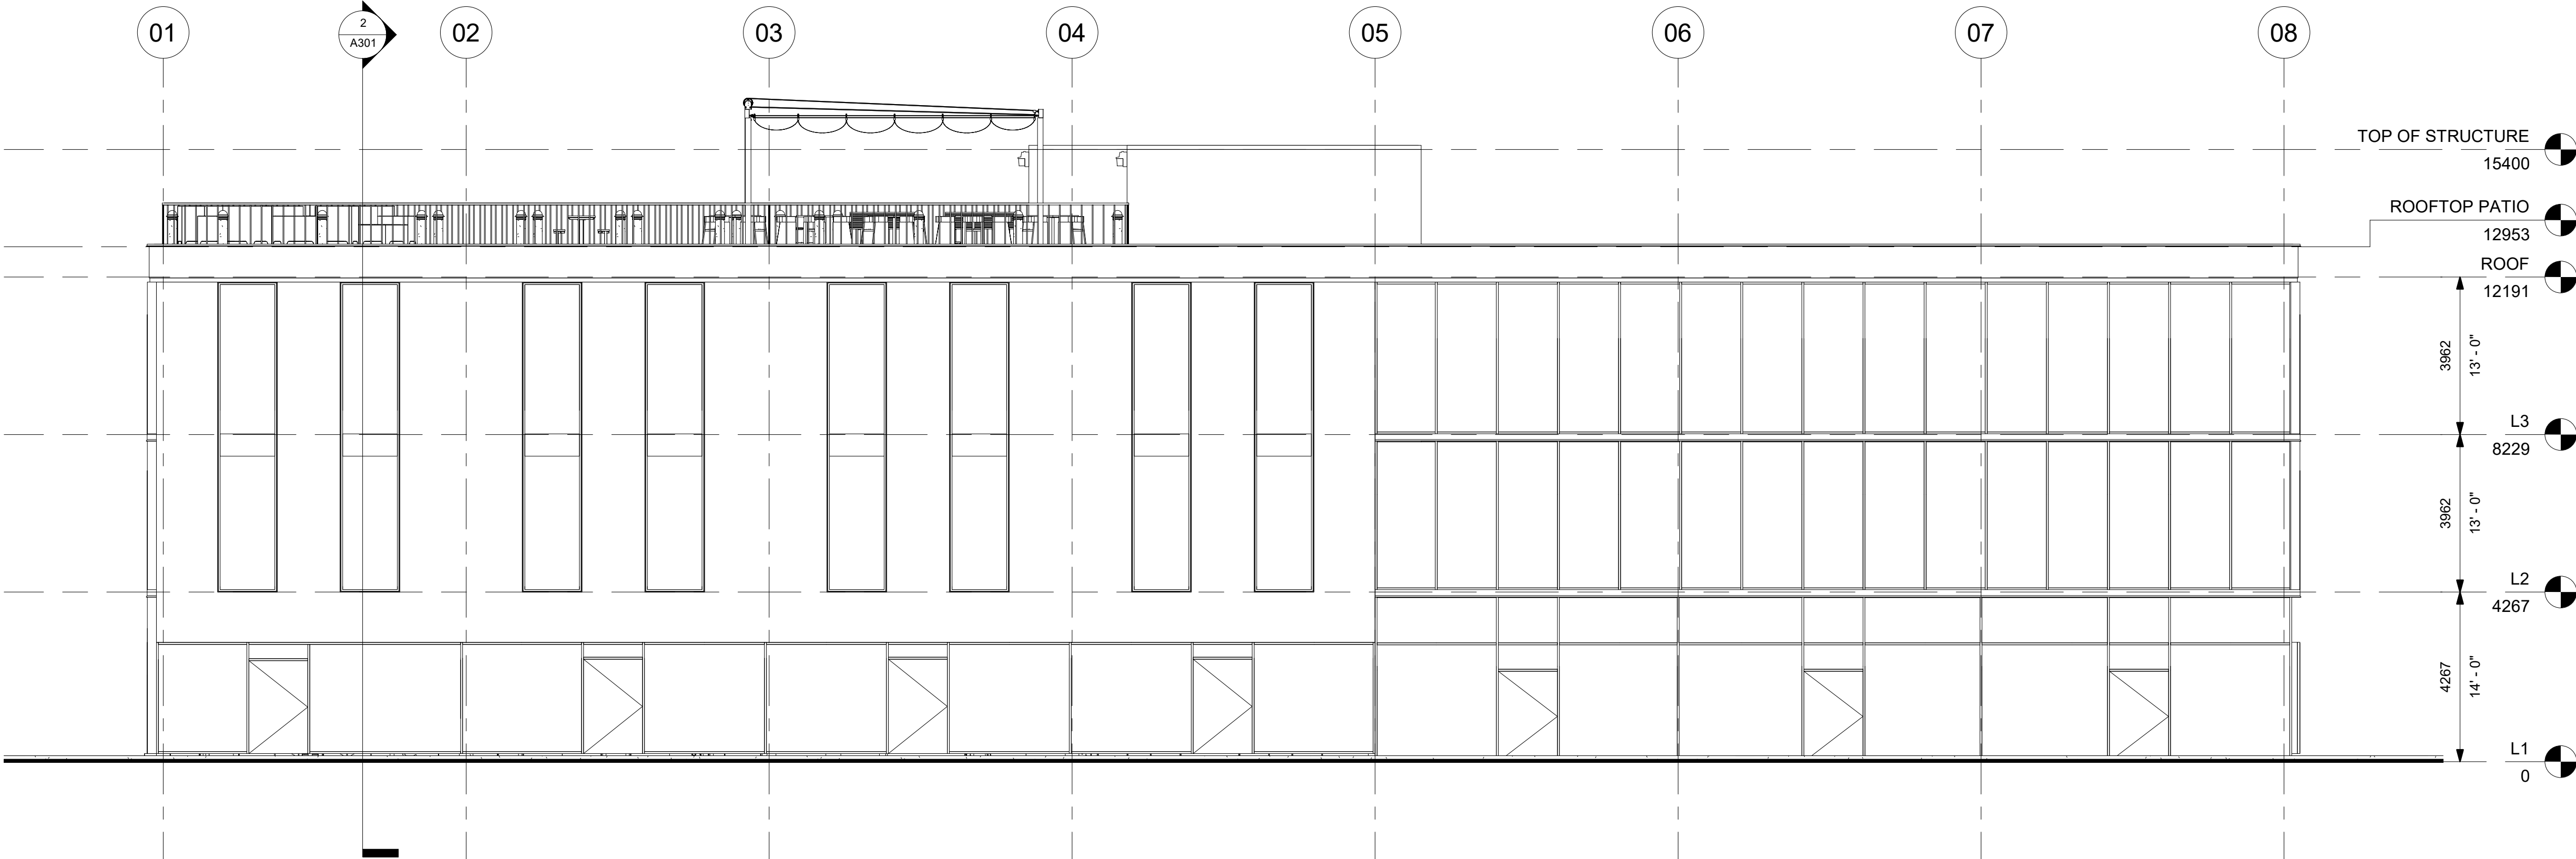 01
2
A301
02
03
04
05
06
07
08
TOP OF STRUCTURE
15400
ROOFTOP PATIO
12953
ROOF
12191
3962
13' - 0"
L3
8229
3962
13' - 0"
L2
4267
4267
14' - 0"
L1
0